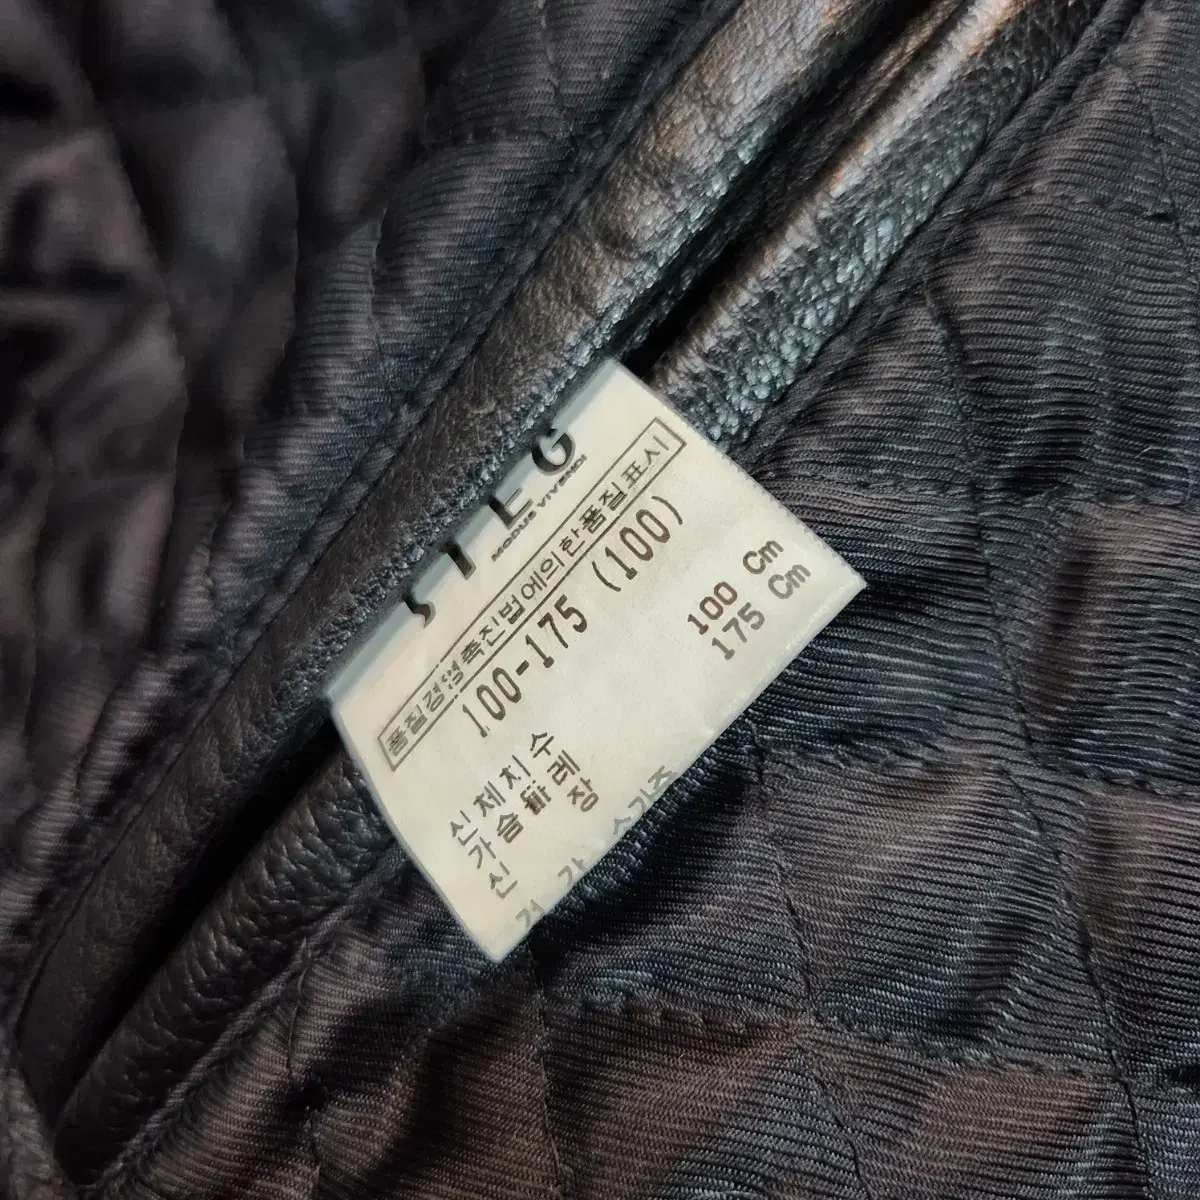 MODUS VIVENDI
품질경영촉진법에의한품질표시
100-175 (100)
신체치수
가슴둘레 100 Cm
신 장 175 Cm